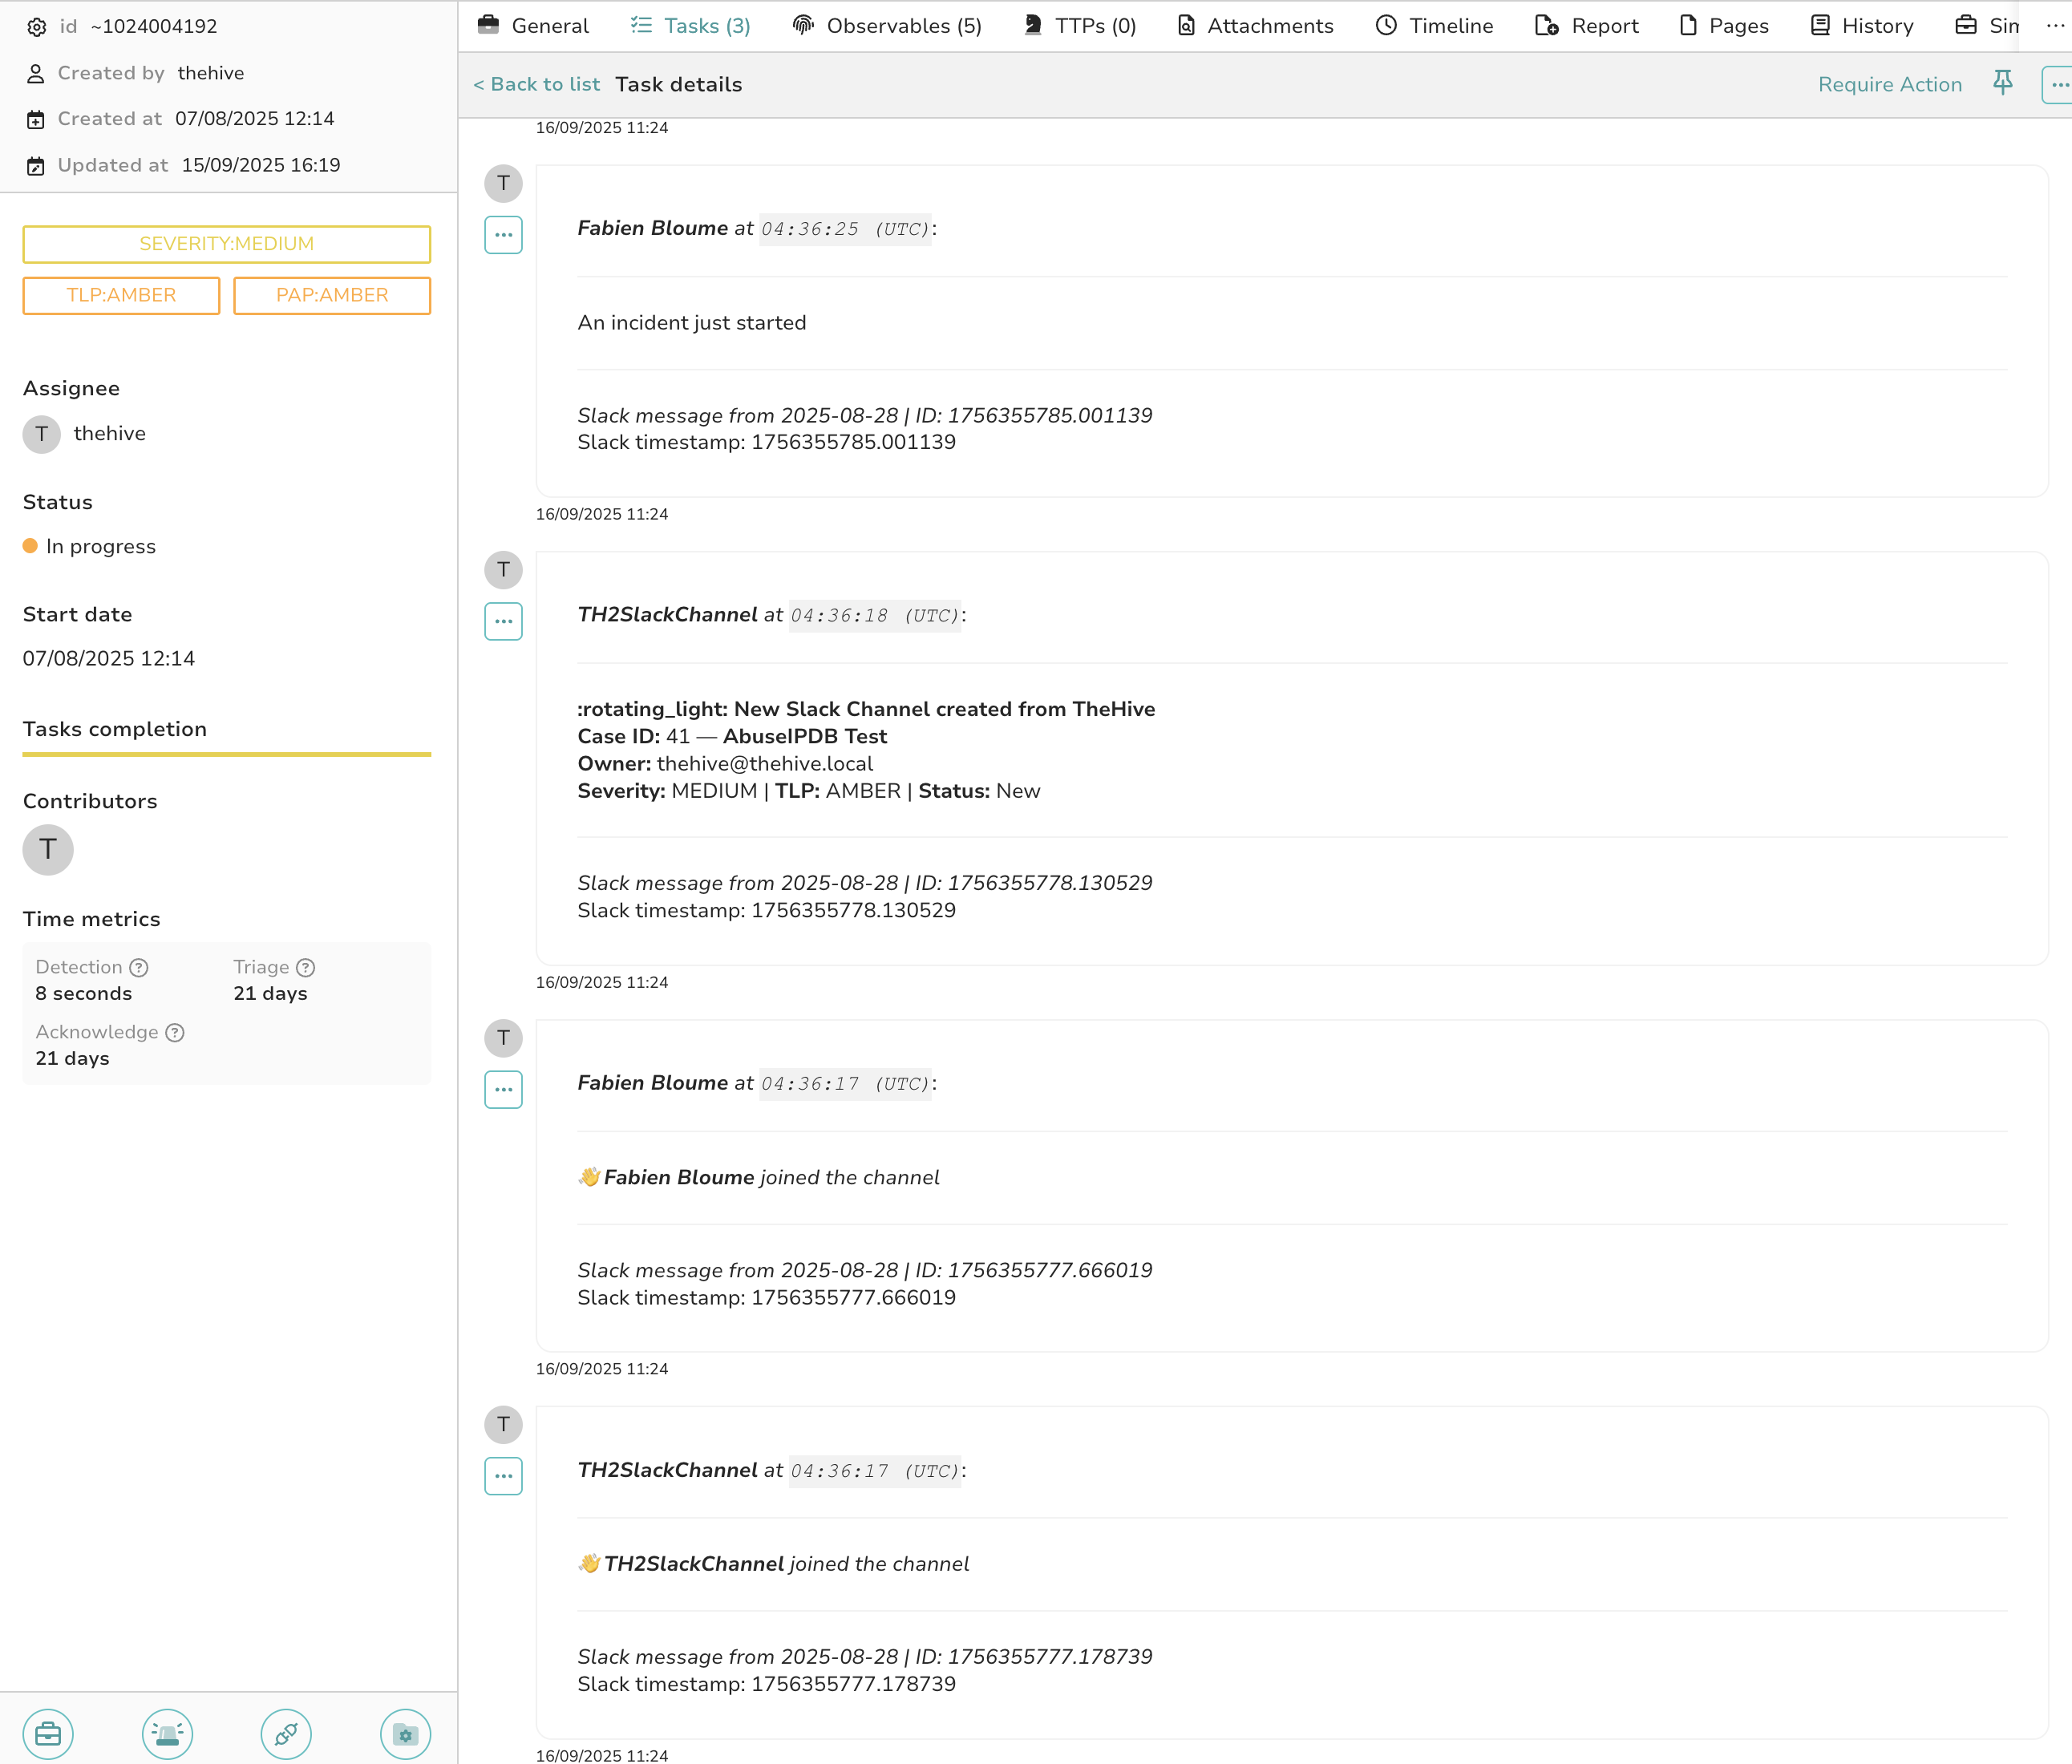 id ~1024004192
Created by thehive
Created at 07/08/2025 12:14
Updated at 15/09/2025 16:19
SEVERITY:MEDIUM
TLP:AMBER PAP:AMBER
Assignee
T thehive
Status
In progress
Start date
07/08/2025 12:14
Tasks completion
Contributors
T
Time metrics
Detection ? Triage ?
8 seconds 21 days
Acknowledge ?
21 days
General Tasks (3) Observables (5) TTPs (0) Attachments Timeline Report Pages History Sim ...
< Back to list Task details Require Action ...
16/09/2025 11:24
T
...
Fabien Bloume at 04:36:25 (UTC):
An incident just started
Slack message from 2025-08-28 | ID: 1756355785.001139
Slack timestamp: 1756355785.001139
16/09/2025 11:24
T
...
TH2SlackChannel at 04:36:18 (UTC):
:rotating_light: New Slack Channel created from TheHive
Case ID: 41 — AbuseIPDB Test
Owner: thehive@thehive.local
Severity: MEDIUM | TLP: AMBER | Status: New
Slack message from 2025-08-28 | ID: 1756355778.130529
Slack timestamp: 1756355778.130529
16/09/2025 11:24
T
...
Fabien Bloume at 04:36:17 (UTC):
👋 Fabien Bloume joined the channel
Slack message from 2025-08-28 | ID: 1756355777.666019
Slack timestamp: 1756355777.666019
16/09/2025 11:24
T
...
TH2SlackChannel at 04:36:17 (UTC):
👋 TH2SlackChannel joined the channel
Slack message from 2025-08-28 | ID: 1756355777.178739
Slack timestamp: 1756355777.178739
16/09/2025 11:24